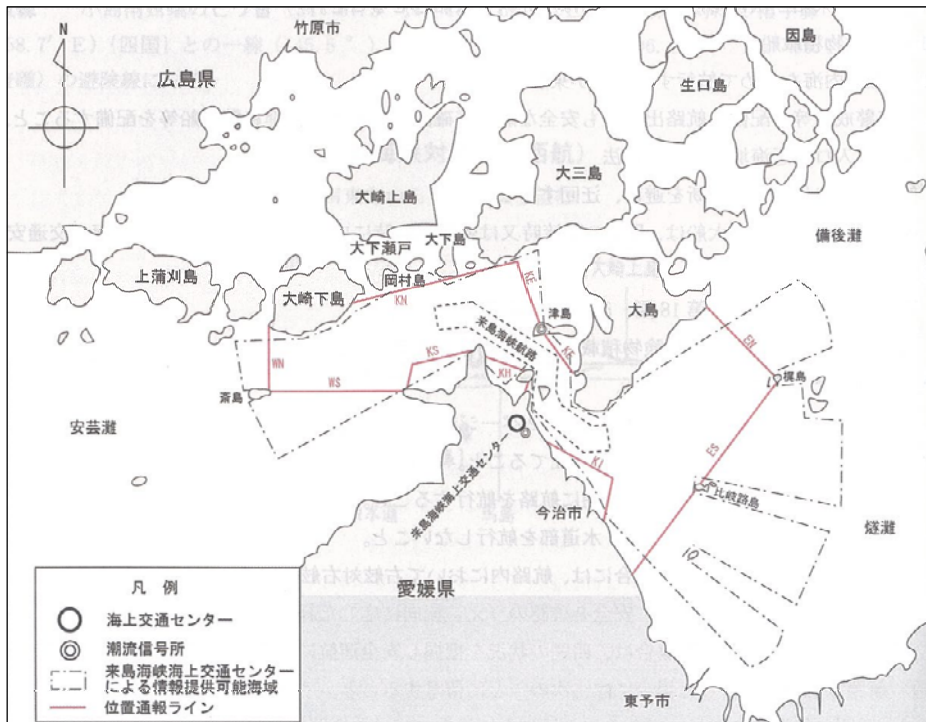 N
竹原市
因島
広島県
生口島
大三島
大崎上島
備後灘
大下島
大下瀬戸
上蒲刈島
岡村島
大崎下島
大島
KN
KE
津島
来島海峡航路
KE
EN
WN
KS
KH
WS
斎島
梶島
安芸灘
ES
KI
来島海峡海上交通センター
比岐路島
今治市
燧灘
10
愛媛県
凡 例
海上交通センター
潮流信号所
来島海峡海上交通センター
による情報提供可能海域
位置通報ライン
東予市